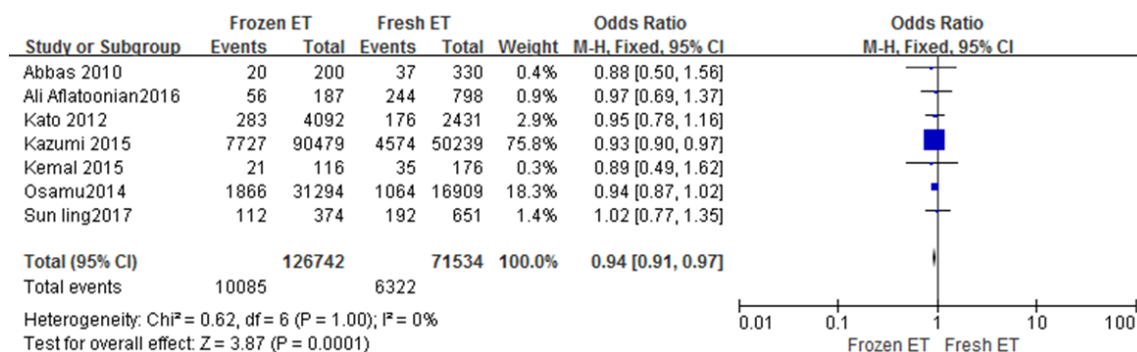 Frozen ET Fresh ET Odds Ratio Odds Ratio
Study or Subgroup Events Total Events Total Weight M-H, Fixed, 95% CI M-H, Fixed, 95% CI
Abbas 2010 20 200 37 330 0.4% 0.88 [0.50, 1.56]
Ali Aflatoonian2016 56 187 244 798 0.9% 0.97 [0.69, 1.37]
Kato 2012 283 4092 176 2431 2.9% 0.95 [0.78, 1.16]
Kazumi 2015 7727 90479 4574 50239 75.8% 0.93 [0.90, 0.97]
Kemal 2015 21 116 35 176 0.3% 0.89 [0.49, 1.62]
Osamu2014 1866 31294 1064 16909 18.3% 0.94 [0.87, 1.02]
Sun ling2017 112 374 192 651 1.4% 1.02 [0.77, 1.35]
Total (95% CI) 126742 71534 100.0% 0.94 [0.91, 0.97]
Total events 10085 6322
Heterogeneity: Chi² = 0.62, df = 6 (P = 1.00); I² = 0%
Test for overall effect: Z = 3.87 (P = 0.0001)
0.01 0.1 1 10 100
Frozen ET Fresh ET